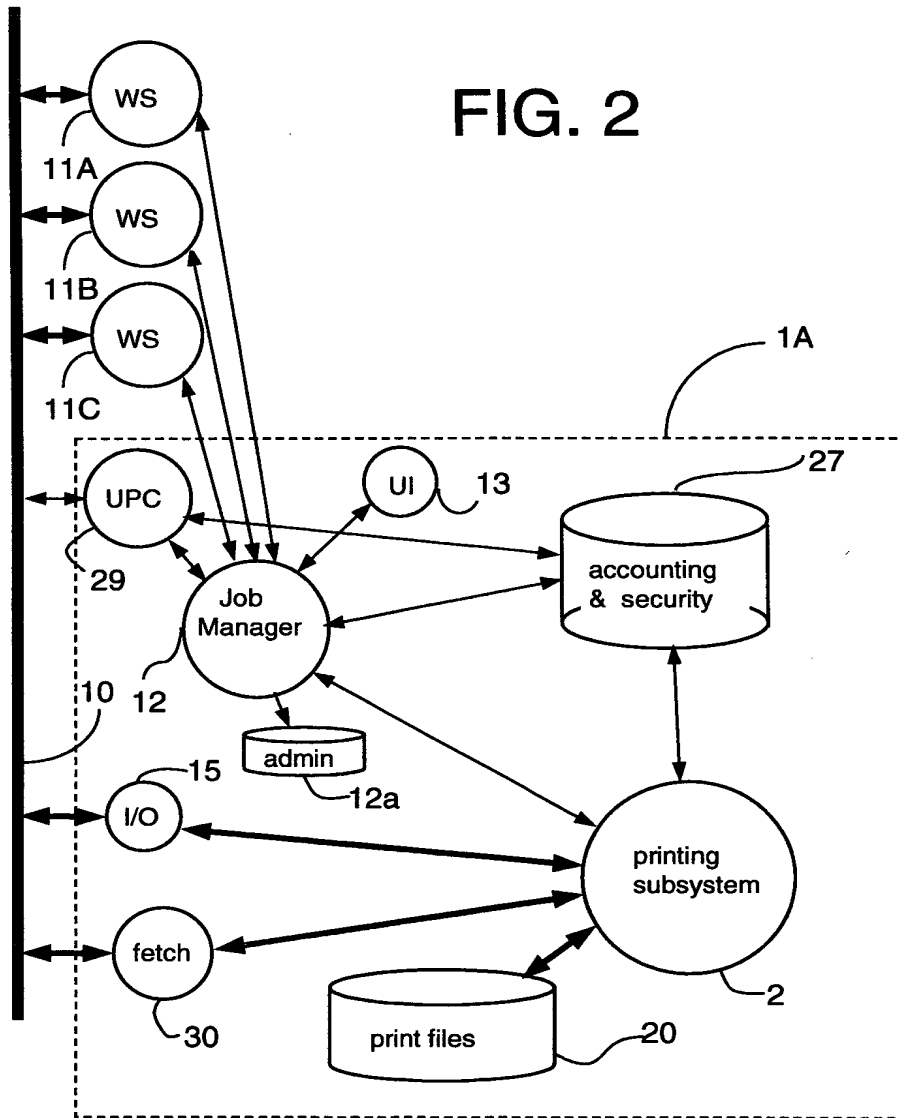 FIG. 2
WS
11A
WS
11B
WS
11C
1A
UPC
UI
13
27
29
accounting
& security
Job
Manager
12
10
admin
12a
15
I/O
printing
subsystem
fetch
2
30
print files
20